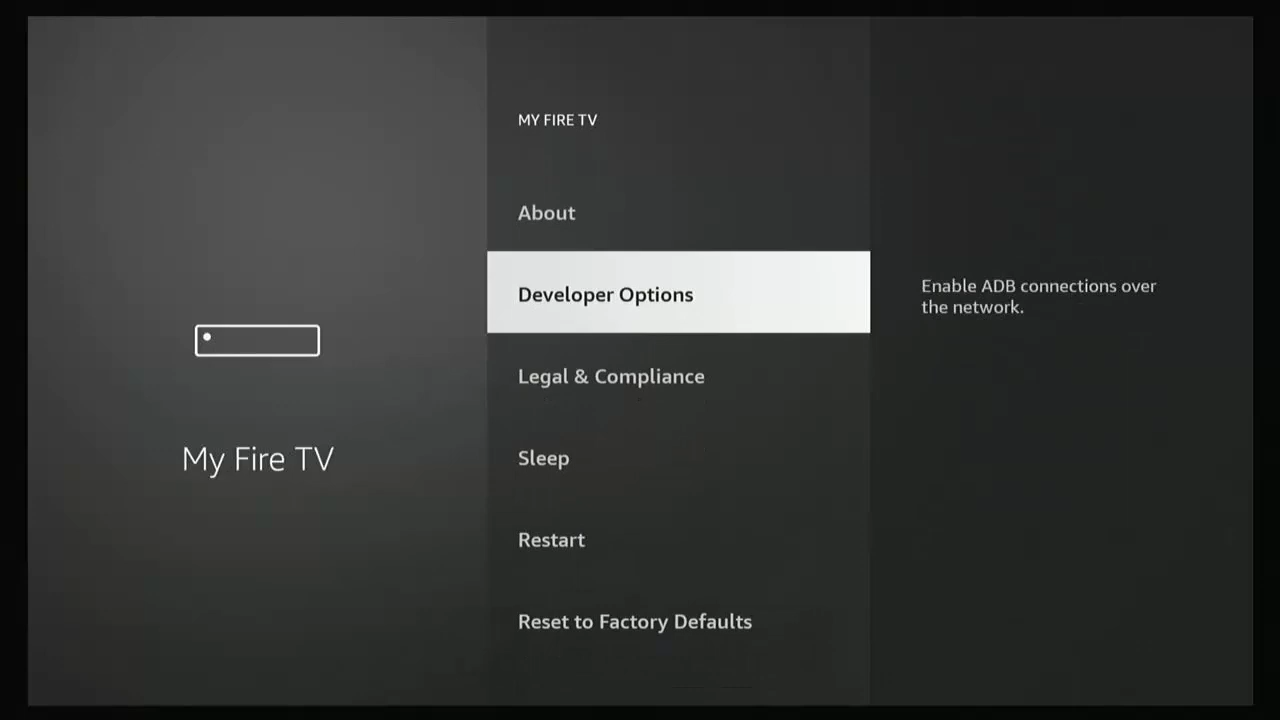 MY FIRE TV
About
Developer Options
Enable ADB connections over
the network.
Legal & Compliance
Sleep
My Fire TV
Restart
Reset to Factory Defaults